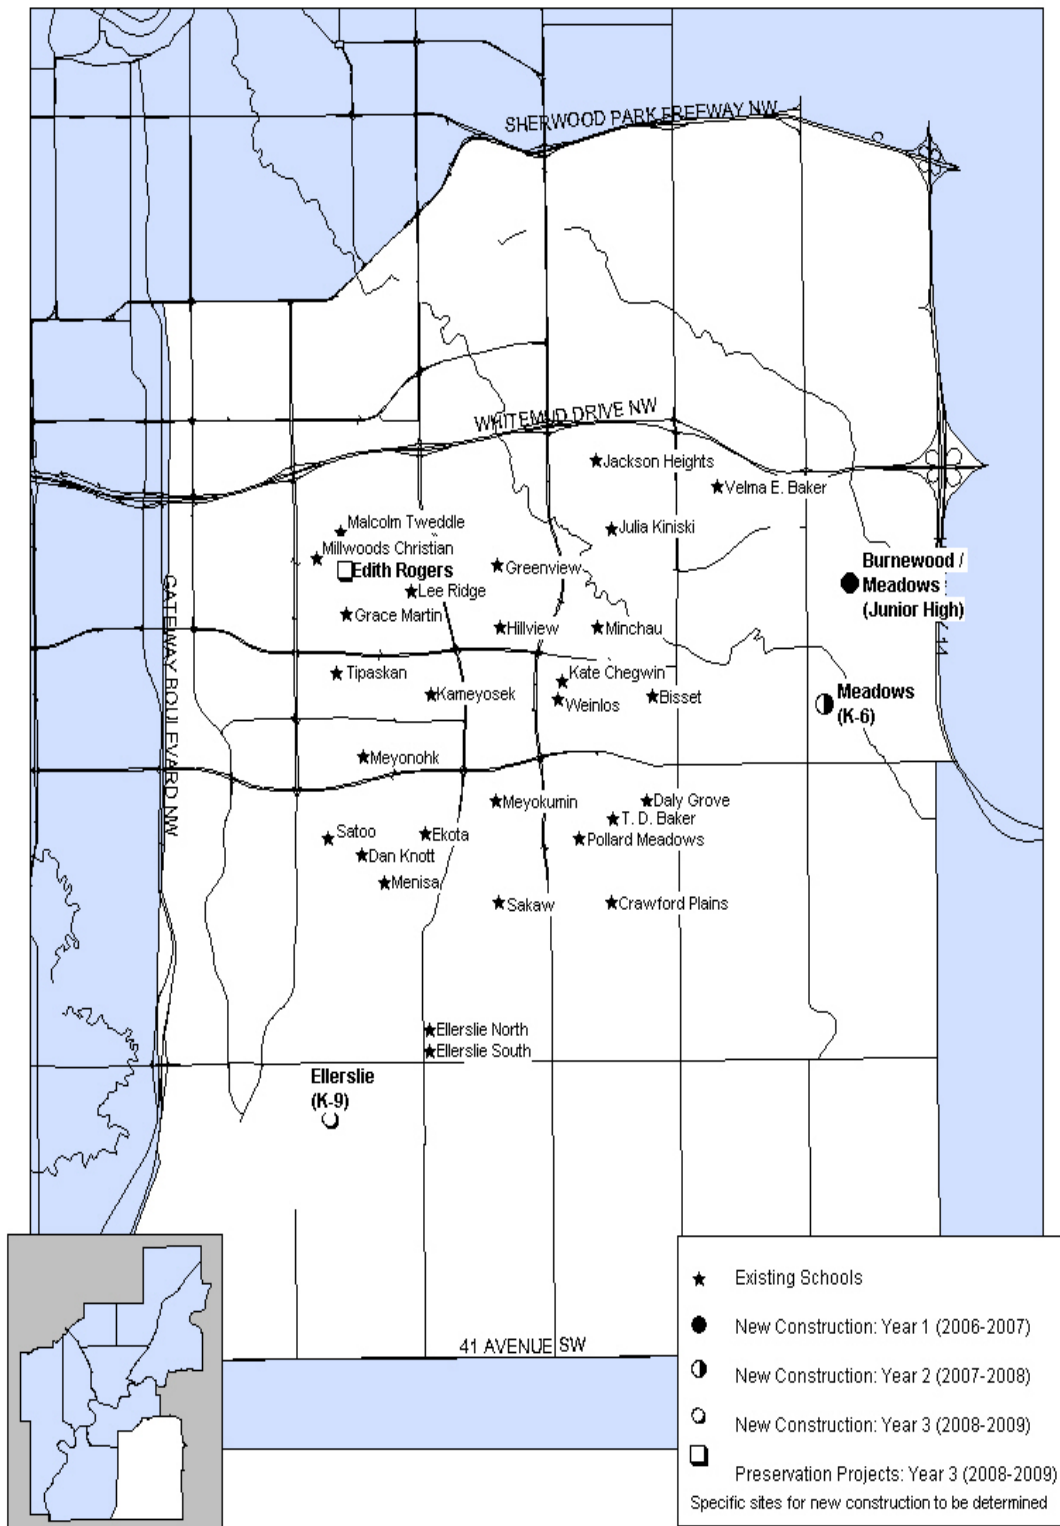 SHERWOOD PARK FREEWAY NW
WHITEMUD DRIVE NW
Jackson Heights
Velma E. Baker
Malcolm Tweddle
Julia Kiniski
Millwoods Christian
Edith Rogers
Greenview
Burnewood /
Meadows
(Junior High)
Lee Ridge
Grace Martin
Hillview
Minchau
GATEWAY BOULEVARD NW
Tipaskan
Kate Chegwin
Kameyosek
Weinlos
Bisset
Meadows
(K-6)
Meyonohk
Meyokumin
Daly Grove
T. D. Baker
Satoo
Ekota
Pollard Meadows
Dan Knott
Menisa
Sakaw
Crawford Plains
Ellerslie North
Ellerslie South
Ellerslie
(K-9)
41 AVENUE SW
Existing Schools
New Construction: Year 1 (2006-2007)
New Construction: Year 2 (2007-2008)
New Construction: Year 3 (2008-2009)
Preservation Projects: Year 3 (2008-2009)
Specific sites for new construction to be determined